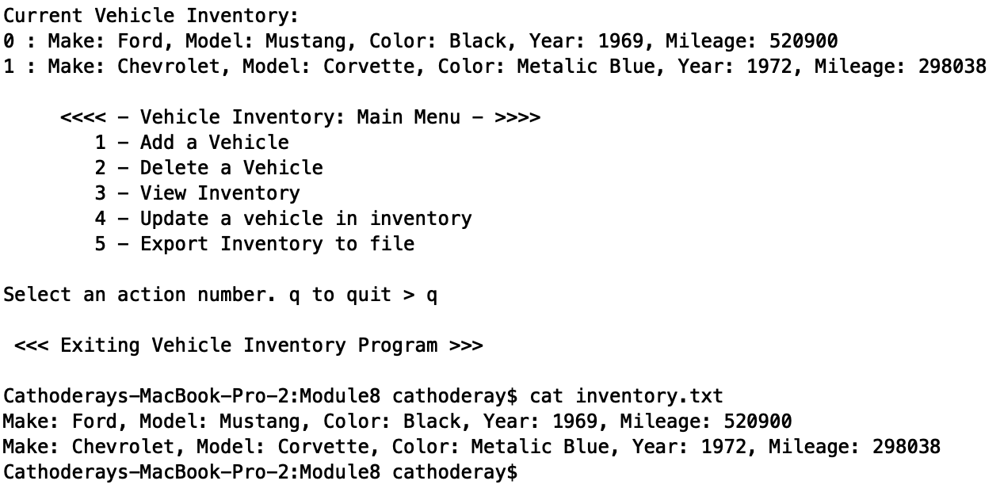 Current Vehicle Inventory:
0 : Make: Ford, Model: Mustang, Color: Black, Year: 1969, Mileage: 520900
1 : Make: Chevrolet, Model: Corvette, Color: Metalic Blue, Year: 1972, Mileage: 298038
<<<< - Vehicle Inventory: Main Menu - >>>>
1 - Add a Vehicle
2 - Delete a Vehicle
3 - View Inventory
4 - Update a vehicle in inventory
5 - Export Inventory to file
Select an action number. q to quit > q
<<< Exiting Vehicle Inventory Program >>>
Cathoderays-MacBook-Pro-2:Module8 cathoderay$ cat inventory.txt
Make: Ford, Model: Mustang, Color: Black, Year: 1969, Mileage: 520900
Make: Chevrolet, Model: Corvette, Color: Metalic Blue, Year: 1972, Mileage: 298038
Cathoderays-MacBook-Pro-2:Module8 cathoderay$